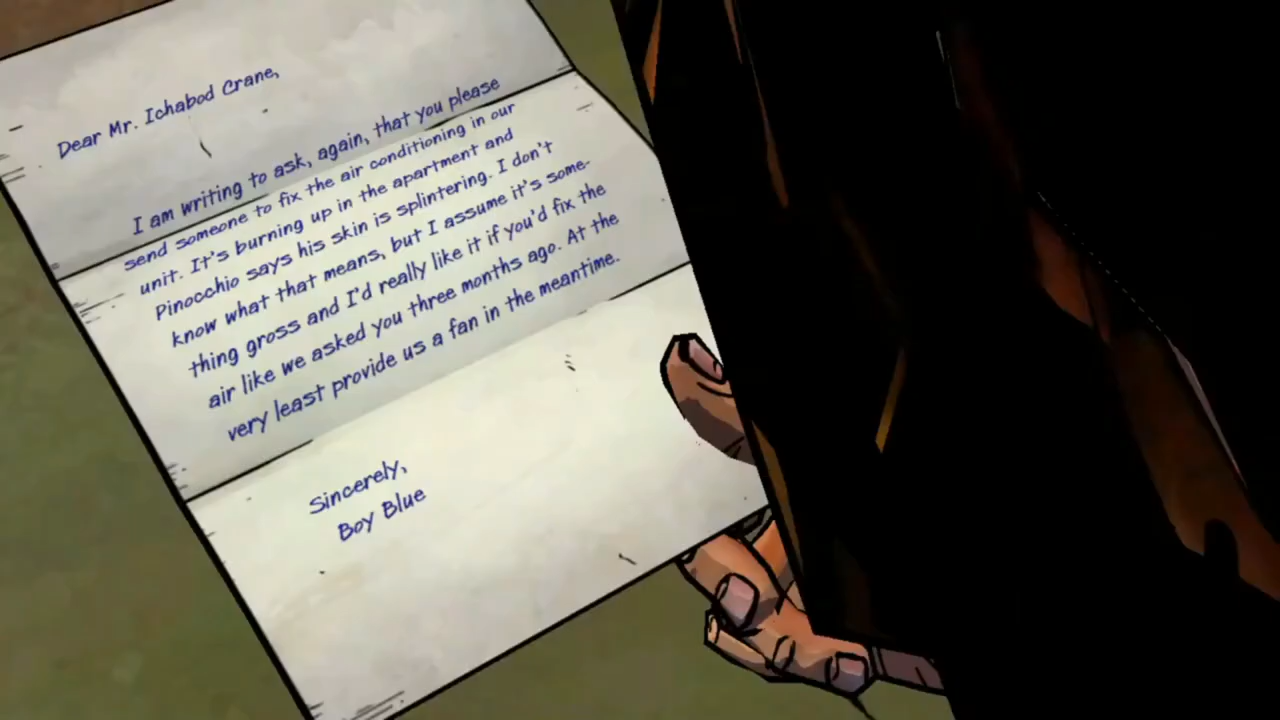 Dear Mr. Ichabod Crane,
I am writing to ask, again, that you please
send someone to fix the air conditioning in our
unit. It's burning up in the apartment and
Pinocchio says his skin is splintering. I don't
know what that means, but I assume it's some-
thing gross and I'd really like it if you'd fix the
air like we asked you three months ago. At the
very least provide us a fan in the meantime.
Sincerely,
Boy Blue